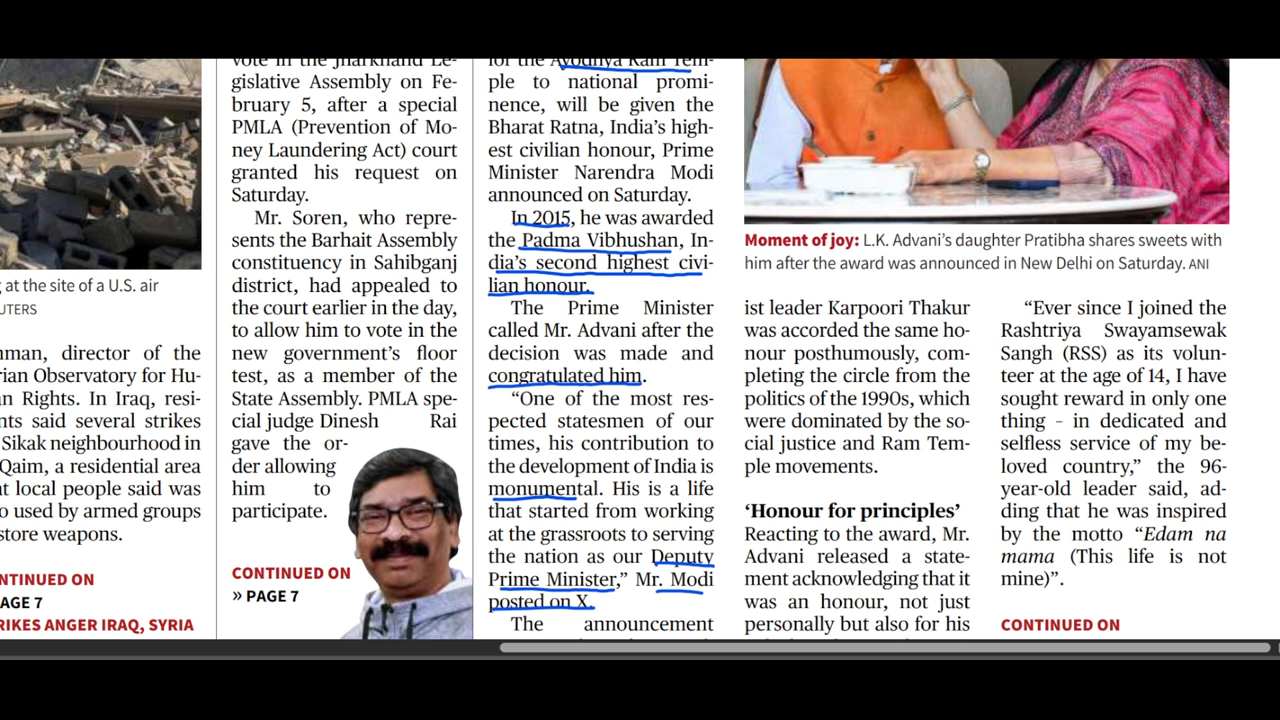 g at the site of a U.S. air
UTERS
hman, director of the
rian Observatory for Hu-
an Rights. In Iraq, resi-
nts said several strikes
Sikak neighbourhood in
Qaim, a residential area
at local people said was
o used by armed groups
store weapons.
NTINUED ON
AGE 7
RIKES ANGER IRAQ, SYRIA
vote in the Jharkhand Le-
gislative Assembly on Fe-
bruary 5, after a special
PMLA (Prevention of Mo-
ney Laundering Act) court
granted his request on
Saturday.
Mr. Soren, who repre-
sents the Barhait Assembly
constituency in Sahibganj
district, had appealed to
the court earlier in the day,
to allow him to vote in the
new government's floor
test, as a member of the
State Assembly. PMLA spe-
cial judge Dinesh Rai
gave the or-
der allowing
him to
participate.
CONTINUED ON
» PAGE 7
for the Ayodhya Ram Tem-
ple to national promi-
nence, will be given the
Bharat Ratna, India's high-
est civilian honour, Prime
Minister Narendra Modi
announced on Saturday.
In 2015, he was awarded
the Padma Vibhushan, In-
dia's second highest civi-
lian honour.
The Prime Minister
called Mr. Advani after the
decision was made and
congratulated him.
"One of the most res-
pected statesmen of our
times, his contribution to
the development of India is
monumental. His is a life
that started from working
at the grassroots to serving
the nation as our Deputy
Prime Minister," Mr. Modi
posted on X.
The announcement
Moment of joy: L.K. Advani's daughter Pratibha shares sweets with
him after the award was announced in New Delhi on Saturday. ANI
ist leader Karpoori Thakur
was accorded the same ho-
nour posthumously, com-
pleting the circle from the
politics of the 1990s, which
were dominated by the so-
cial justice and Ram Tem-
ple movements.
'Honour for principles'
Reacting to the award, Mr.
Advani released a state-
ment acknowledging that it
was an honour, not just
personally but also for his
"Ever since I joined the
Rashtriya Swayamsewak
Sangh (RSS) as its volun-
teer at the age of 14, I have
sought reward in only one
thing – in dedicated and
selfless service of my be-
loved country," the 96-
year-old leader said, ad-
ding that he was inspired
by the motto "Edam na
mama (This life is not
mine)".
CONTINUED ON